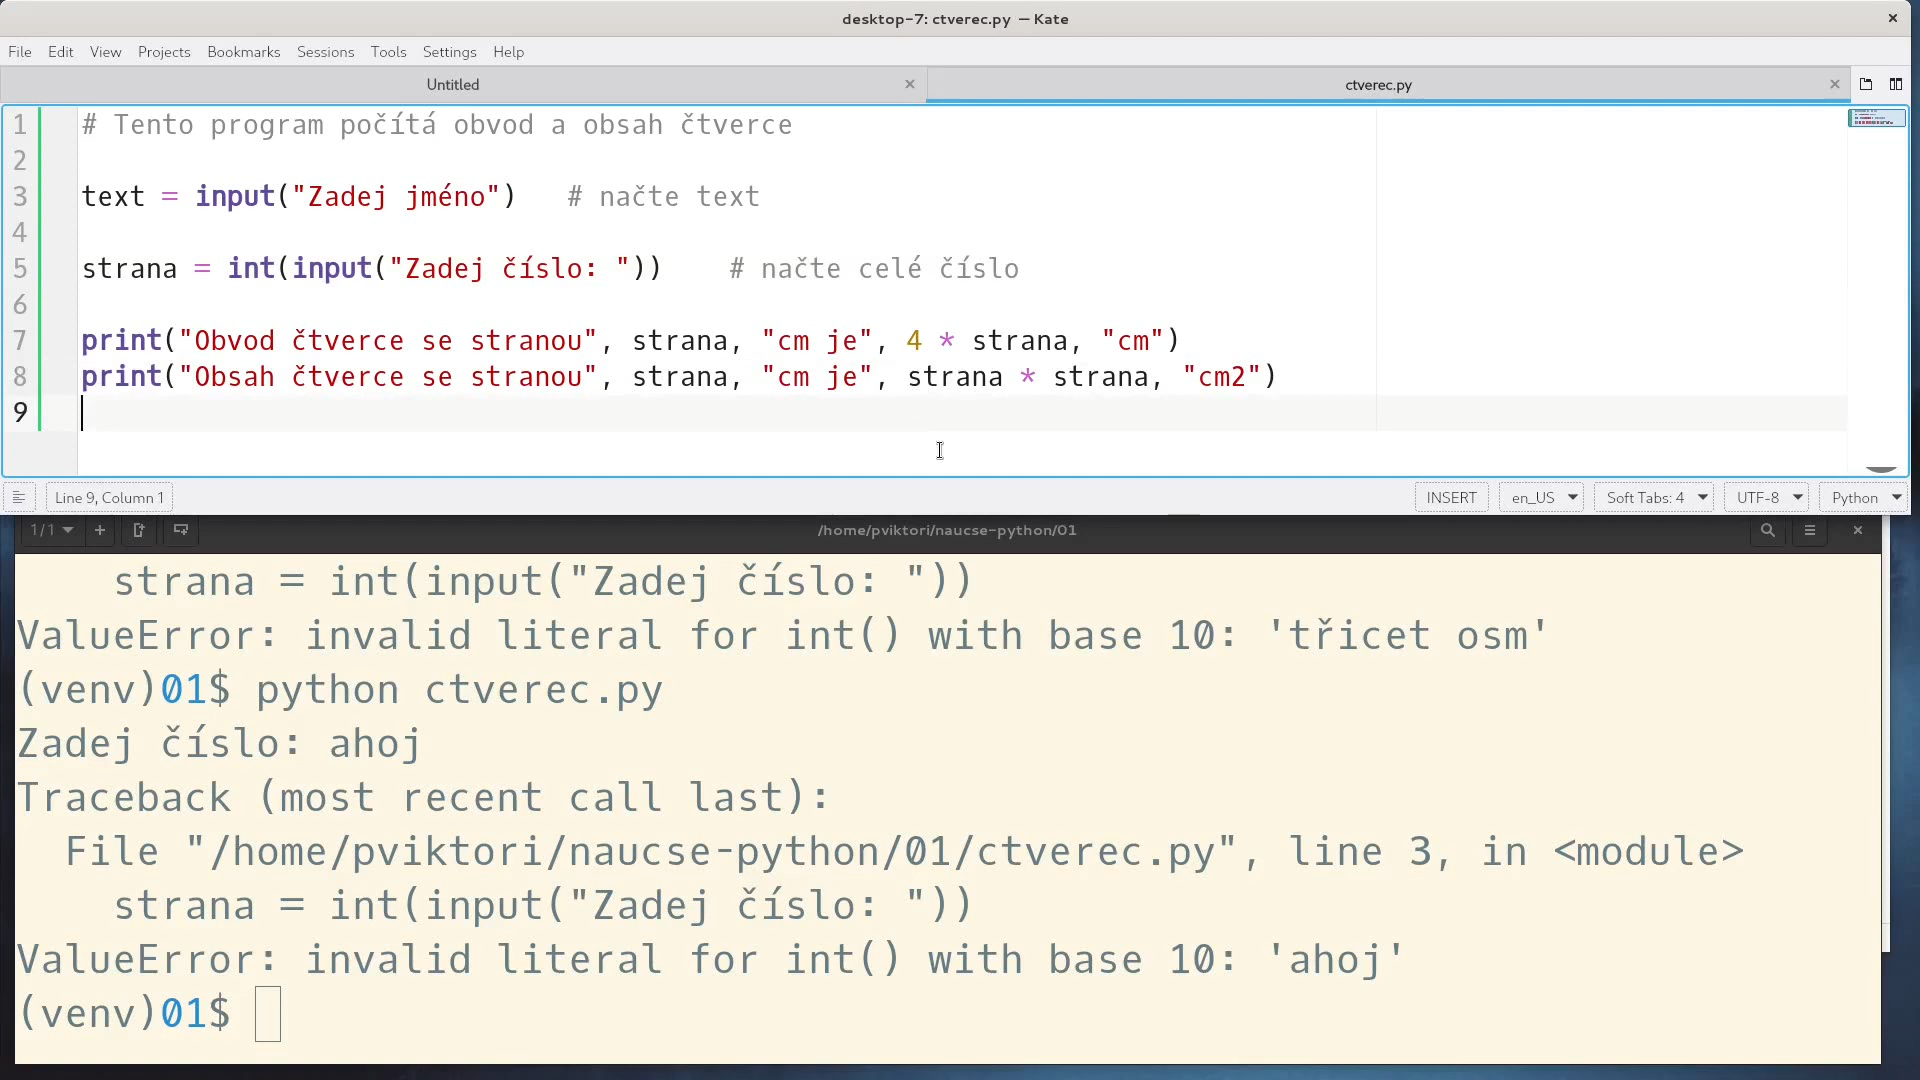 desktop-7: ctverec.py — Kate
File Edit View Projects Bookmarks Sessions Tools Settings Help
Untitled ctverec.py
1 # Tento program počítá obvod a obsah čtverce
2
3 text = input("Zadej jméno") # načte text
4
5 strana = int(input("Zadej číslo: ")) # načte celé číslo
6
7 print("Obvod čtverce se stranou", strana, "cm je", 4 * strana, "cm")
8 print("Obsah čtverce se stranou", strana, "cm je", strana * strana, "cm2")
9
Line 9, Column 1 INSERT en_US Soft Tabs: 4 UTF-8 Python
1/1 /home/pviktori/naucse-python/01
strana = int(input("Zadej číslo: "))
ValueError: invalid literal for int() with base 10: 'třicet osm'
(venv)01$ python ctverec.py
Zadej číslo: ahoj
Traceback (most recent call last):
File "/home/pviktori/naucse-python/01/ctverec.py", line 3, in <module>
strana = int(input("Zadej číslo: "))
ValueError: invalid literal for int() with base 10: 'ahoj'
(venv)01$